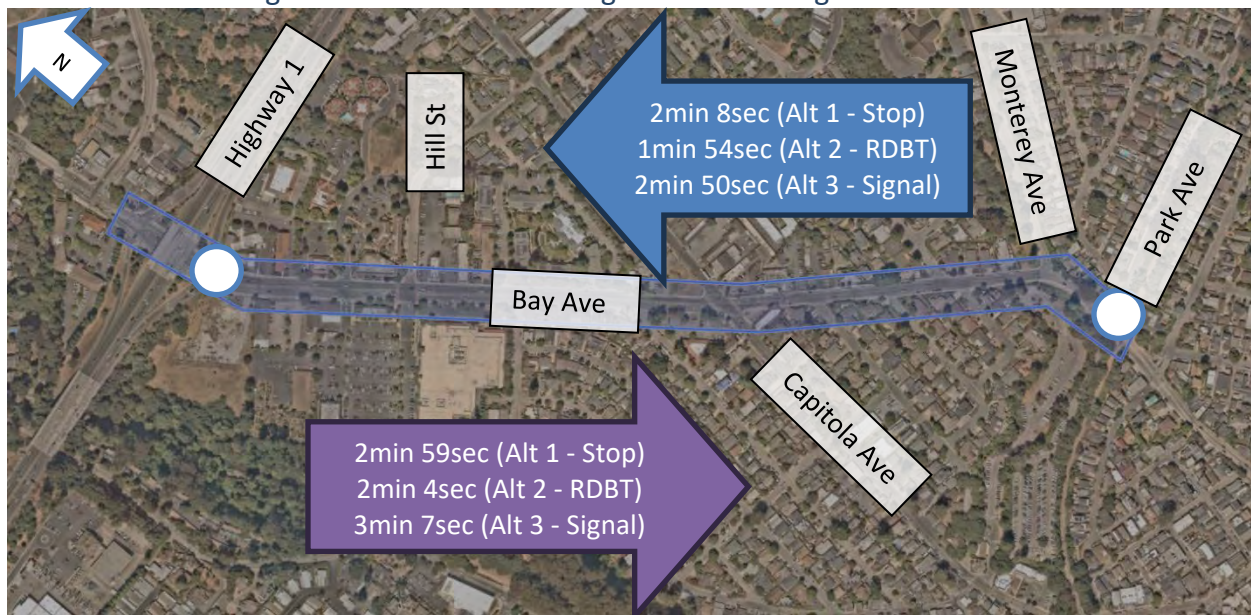 N
Highway 1
Hill St
2min 8sec (Alt 1 - Stop)
1min 54sec (Alt 2 - RDBT)
2min 50sec (Alt 3 - Signal)
Monterey Ave
Park Ave
Bay Ave
Capitola Ave
2min 59sec (Alt 1 - Stop)
2min 4sec (Alt 2 - RDBT)
3min 7sec (Alt 3 - Signal)